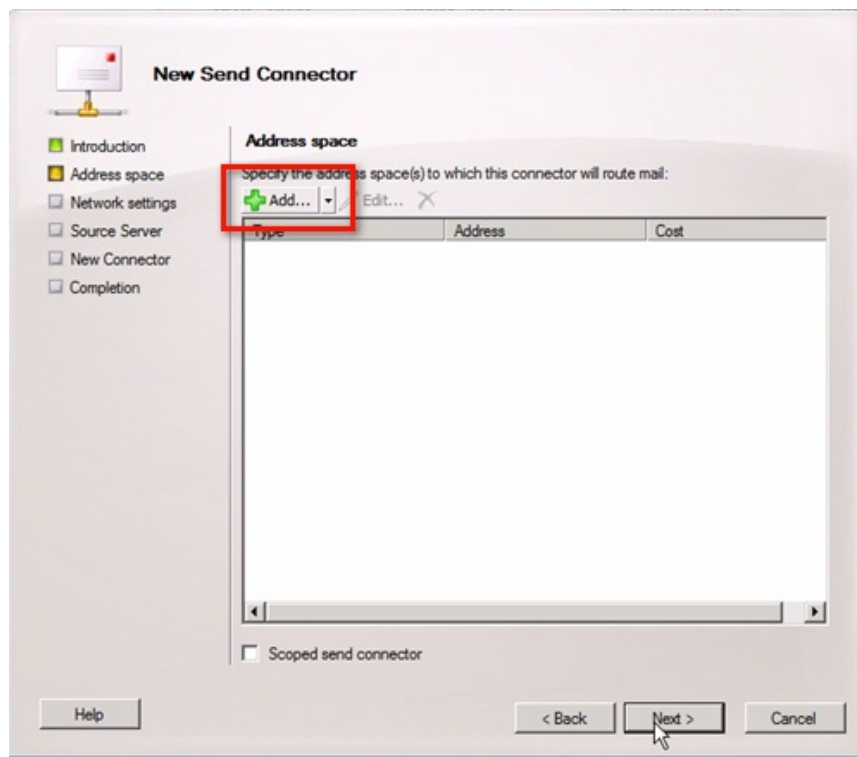 New Send Connector
Introduction
Address space
Network settings
Source Server
New Connector
Completion
Address space
Specify the address space(s) to which this connector will route mail:
Add... Edit...
Type Address Cost
Scoped send connector
Help < Back Next > Cancel